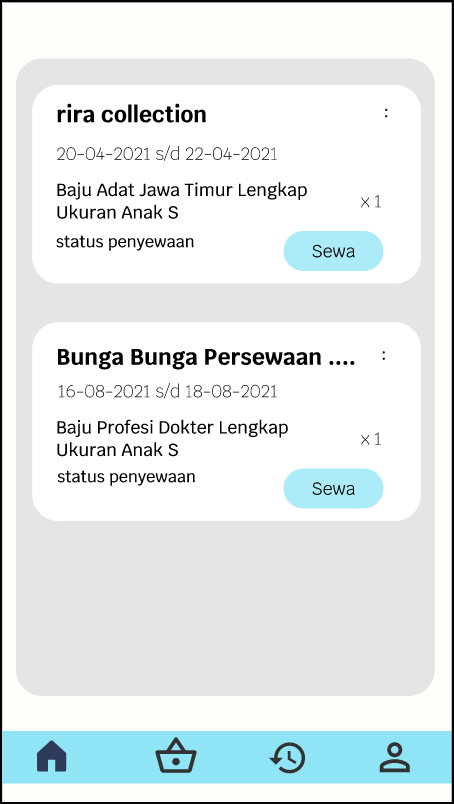 rira collection
20-04-2021 s/d 22-04-2021
Baju Adat Jawa Timur Lengkap
Ukuran Anak S
x 1
status penyewaan
Sewa
Bunga Bunga Persewaan ....
16-08-2021 s/d 18-08-2021
Baju Profesi Dokter Lengkap
Ukuran Anak S
x 1
status penyewaan
Sewa